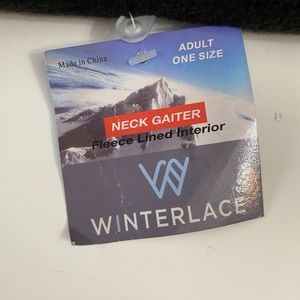 ADULT
ONE SIZE
Made in China
NECK GAITER
Fleece Lined Interior
WINTERLACE